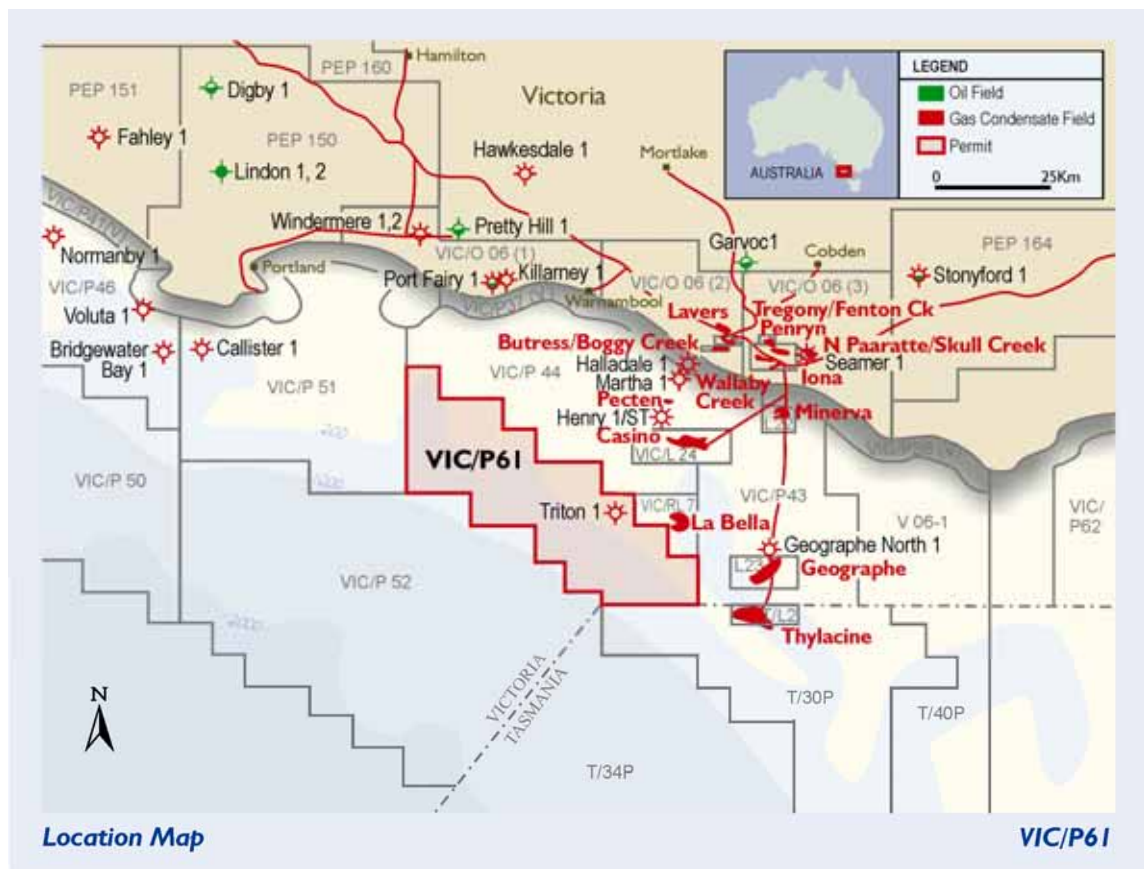 Hamilton
PEP 160
PEP 151
Digby 1
Victoria
Fahley 1
PEP 150
Hawkesdale 1
Mortlake
Lindon 1, 2
AUSTRALIA
LEGEND
Oil Field
Gas Condensate Field
Permit
0 25Km
Windermere 1,2
Pretty Hill 1
Garvoc1
Cobden
PEP 164
Normanby 1
Portland
VIC/O 06 (1)
Port Fairy 1
Killarney 1
VIC/O 06 (2)
VIC/O 06 (3)
Stonyford 1
VIC/P46
Warnambool
Voluta 1
Lavers
Tregony/Fenton Ck
Penryn
Bridgewater
Bay 1
Callister 1
Butress/Boggy Creek
N Paaratte/Skull Creek
Halladale 1
Seamer 1
VIC/P 51
VIC/P 44
Martha 1
Wallaby
Creek
Iona
Pecten
Henry 1/ST
Minerva
Casino
VIC/L 24
VIC/P61
VIC/P 50
Triton 1
VIC/RL 7
La Bella
VIC/P43
V 06-1
VIC/
P62
Geographe North 1
L23
Geographe
VIC/P 52
T/L2
Thylacine
N
VICTORIA
TASMANIA
T/30P
T/40P
T/34P
Location Map
VIC/P61